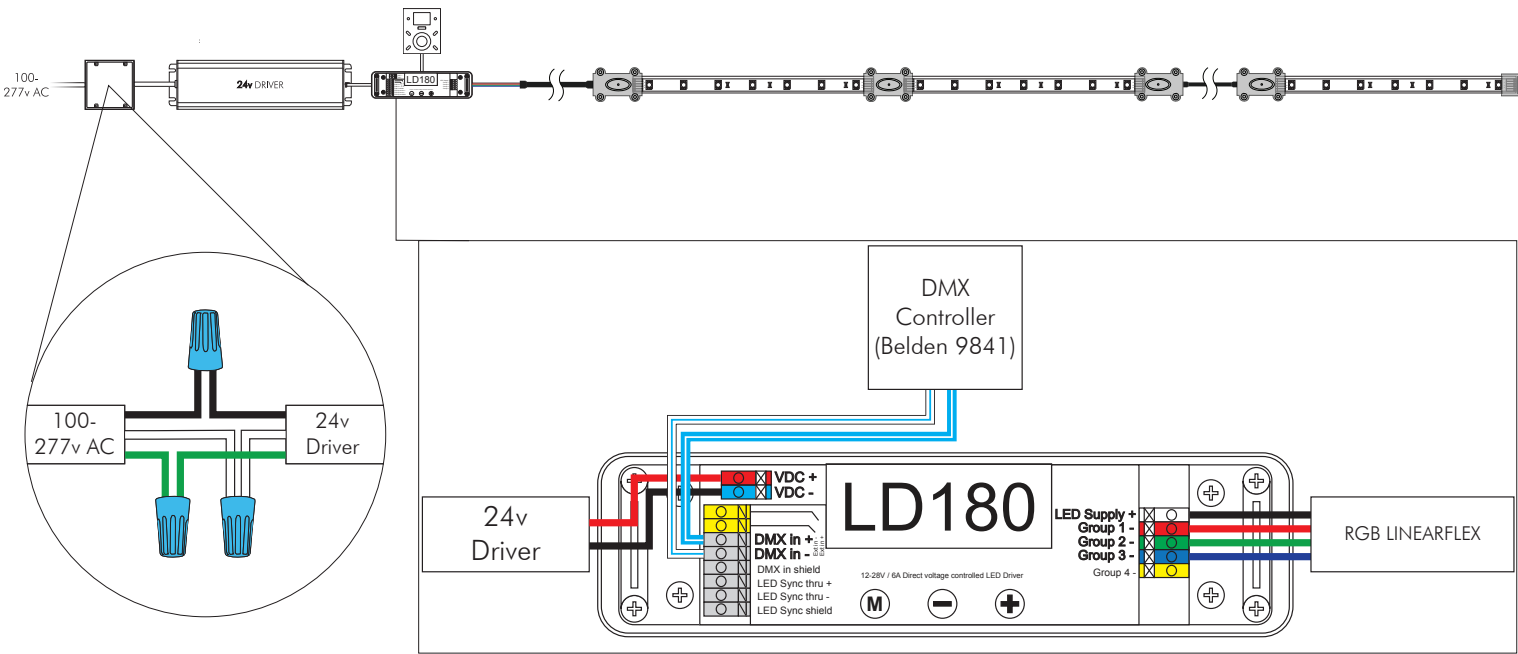 100-
277v AC
24v DRIVER
LD180
DMX
Controller
(Belden 9841)
100-
277v AC
24v
Driver
24v
Driver
VDC +
VDC -
LD180
DMX in +
DMX in -
DMX in shield
LED Sync thru +
LED Sync thru -
LED Sync shield
Ext in -
Ext in +
12-28V / 6A Direct voltage controlled LED Driver
M
LED Supply +
Group 1 -
Group 2 -
Group 3 -
Group 4 -
RGB LINEARFLEX